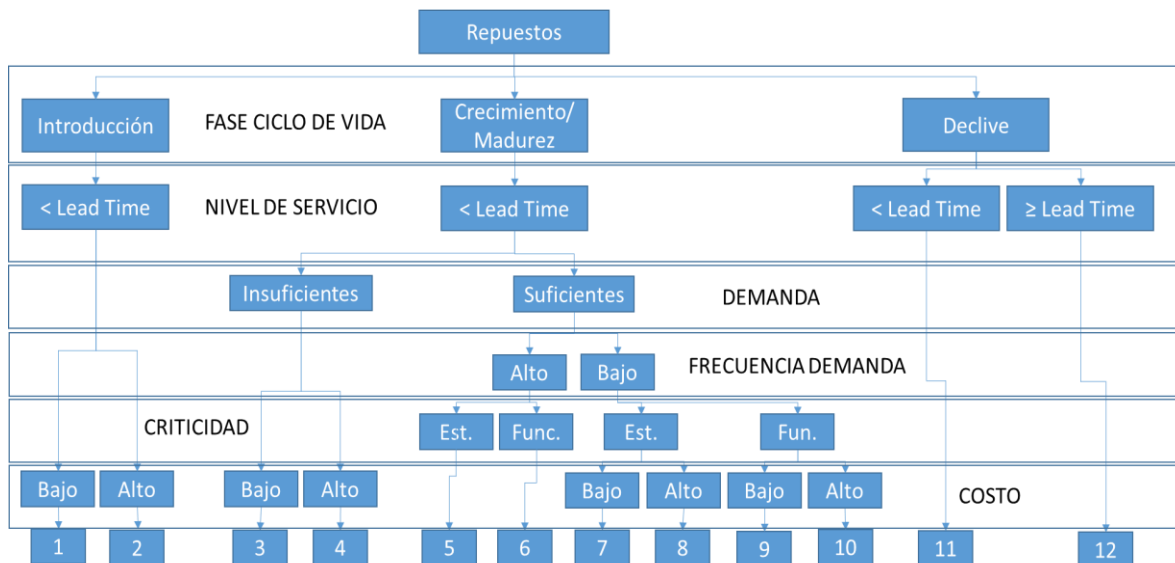 Repuestos
Introducción
FASE CICLO DE VIDA
Crecimiento/
Madurez
Declive
< Lead Time
NIVEL DE SERVICIO
< Lead Time
< Lead Time
≥ Lead Time
Insuficientes
Suficientes
DEMANDA
Alto
Bajo
FRECUENCIA DEMANDA
CRITICIDAD
Est.
Func.
Est.
Fun.
Bajo
Alto
Bajo
Alto
Bajo
Alto
Bajo
Alto
COSTO
1
2
3
4
5
6
7
8
9
10
11
12